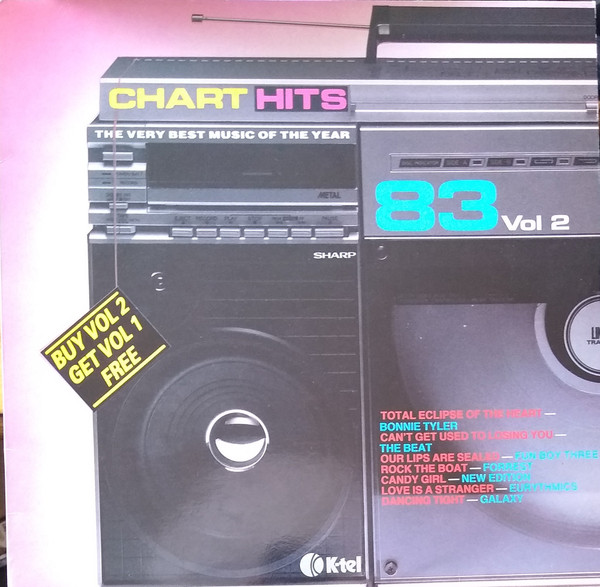 CHART HITS
THE VERY BEST MUSIC OF THE YEAR
METAL
83 Vol 2
SHARP
BUY VOL 2
GET VOL 1
FREE
TOTAL ECLIPSE OF THE HEART —
BONNIE TYLER
CAN'T GET USED TO LOSING YOU —
THE BEAT
OUR LIPS ARE SEALED — FUN BOY THREE
ROCK THE BOAT — FORREST
CANDY GIRL — NEW EDITION
LOVE IS A STRANGER — EURYTHMICS
DANCING TIGHT — GALAXY
K-tel